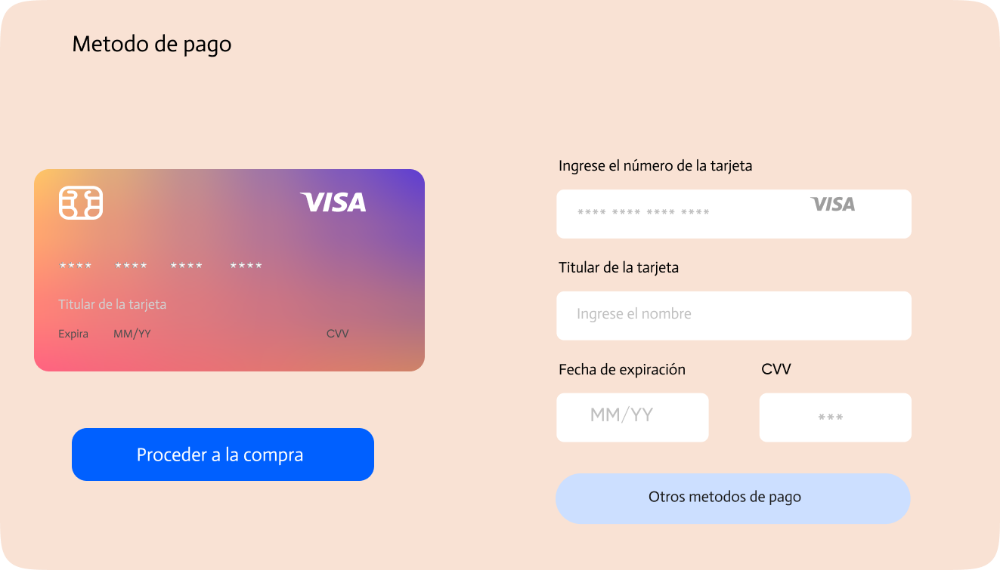 Metodo de pago
VISA
**** **** **** ****
Titular de la tarjeta
Expira MM/YY CVV
Proceder a la compra
Ingrese el número de la tarjeta
**** **** **** **** VISA
Titular de la tarjeta
Ingrese el nombre
Fecha de expiración CVV
MM/YY ***
Otros metodos de pago